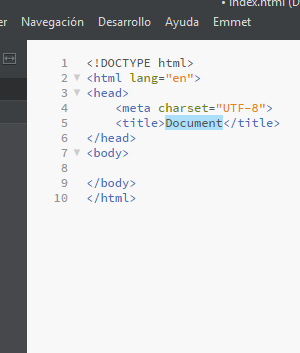 • index.html (D
er Navegación Desarrollo Ayuda Emmet
1 <!DOCTYPE html>
2 <html lang="en">
3 <head>
4 <meta charset="UTF-8">
5 <title>Document</title>
6 </head>
7 <body>
8
9 </body>
10 </html>